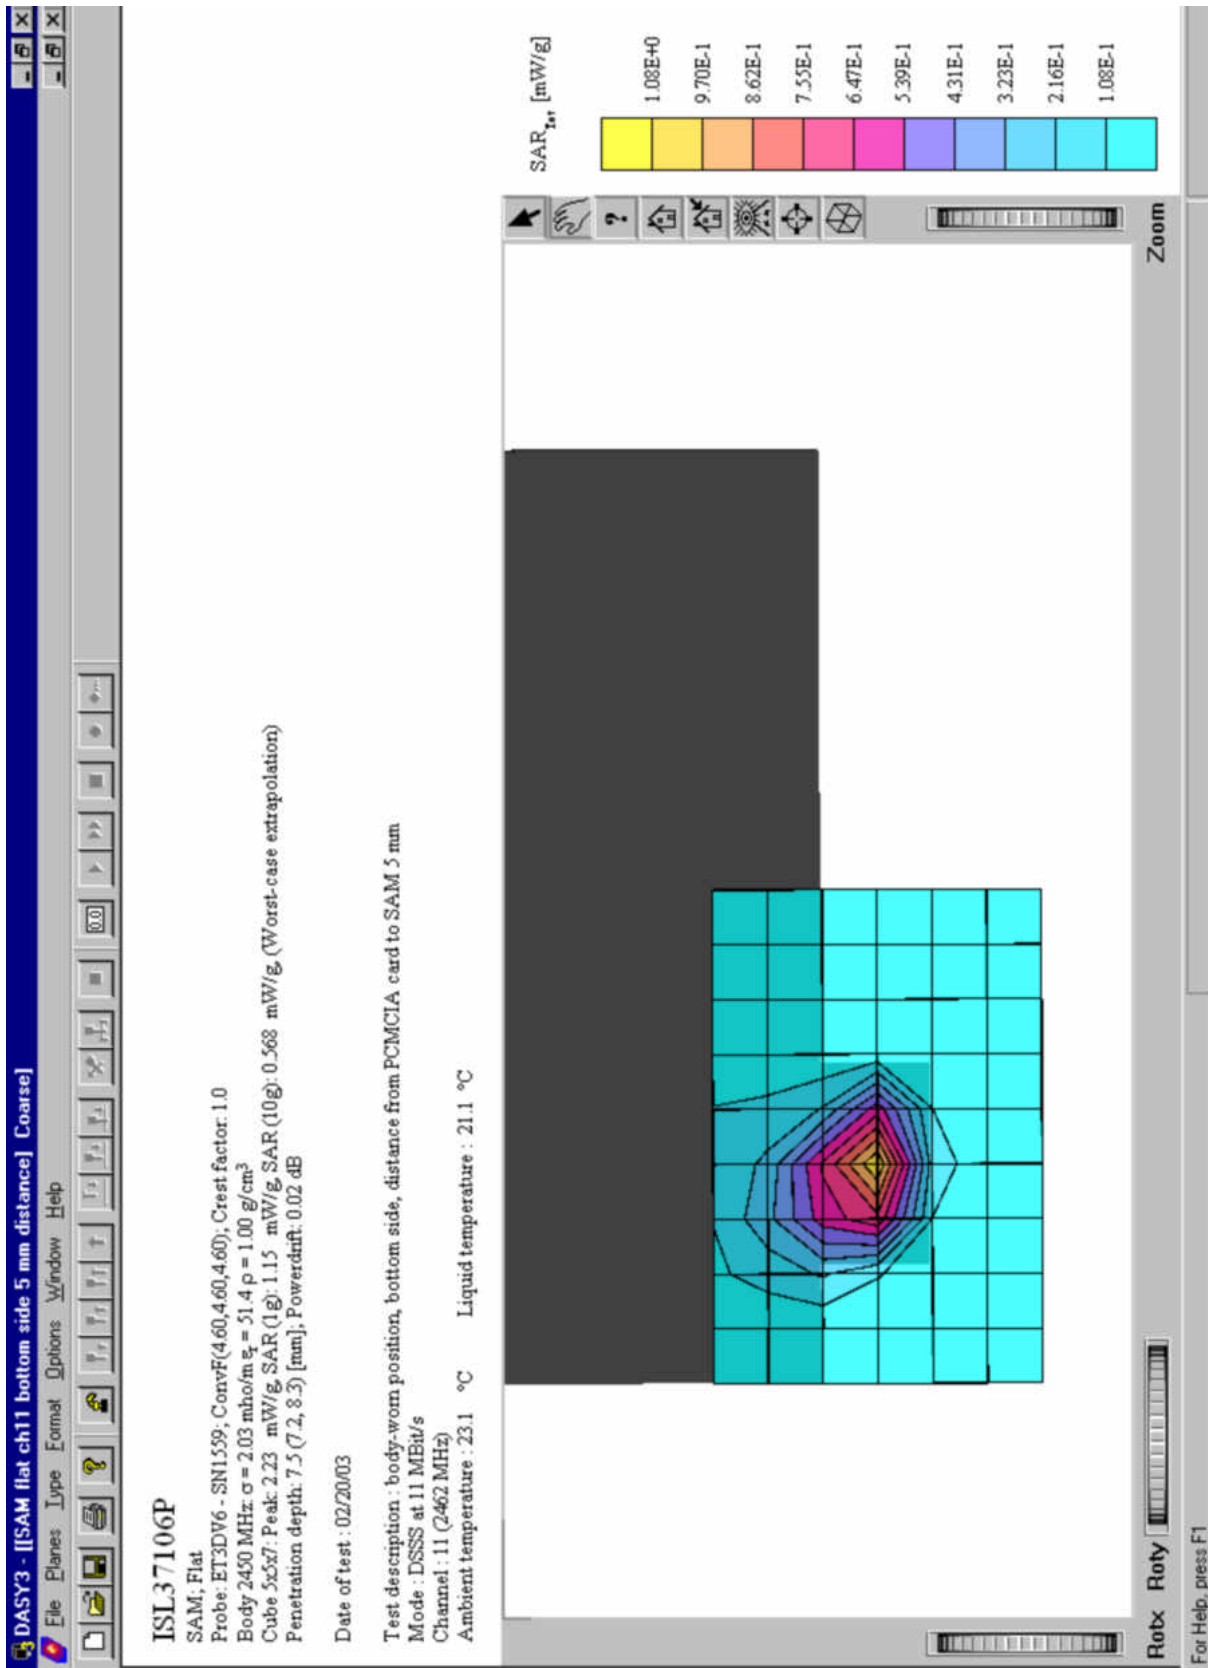 DASY3 - [[SAM flat ch11 bottom side 5 mm distance] Coarse]
File Planes Type Format Options Window Help
0.0
ISL37106P
SAM; Flat
Probe: ET3DV6 - SN1559; ConvF(4.60,4.60,4.60); Crest factor: 1.0
Body 2450 MHz: σ = 2.03 mho/m εr = 51.4 ρ = 1.00 g/cm³
Cube 5x5x7: Peak: 2.23 mW/g, SAR (1g): 1.15 mW/g, SAR (10g): 0.568 mW/g, (Worst-case extrapolation)
Penetration depth: 7.5 (7.2, 8.3) [mm]; Powerdrift: 0.02 dB
Date of test : 02/20/03
Test description : body-worn position, bottom side, distance from PCMCIA card to SAM 5 mm
Mode : DSSS at 11 MBit/s
Channel : 11 (2462 MHz)
Ambient temperature : 23.1 °C Liquid temperature : 21.1 °C
SARTot [mW/g]
1.08E+0
9.70E-1
8.62E-1
7.55E-1
6.47E-1
5.39E-1
4.31E-1
3.23E-1
2.16E-1
1.08E-1
Rotx Roty Zoom
For Help, press F1